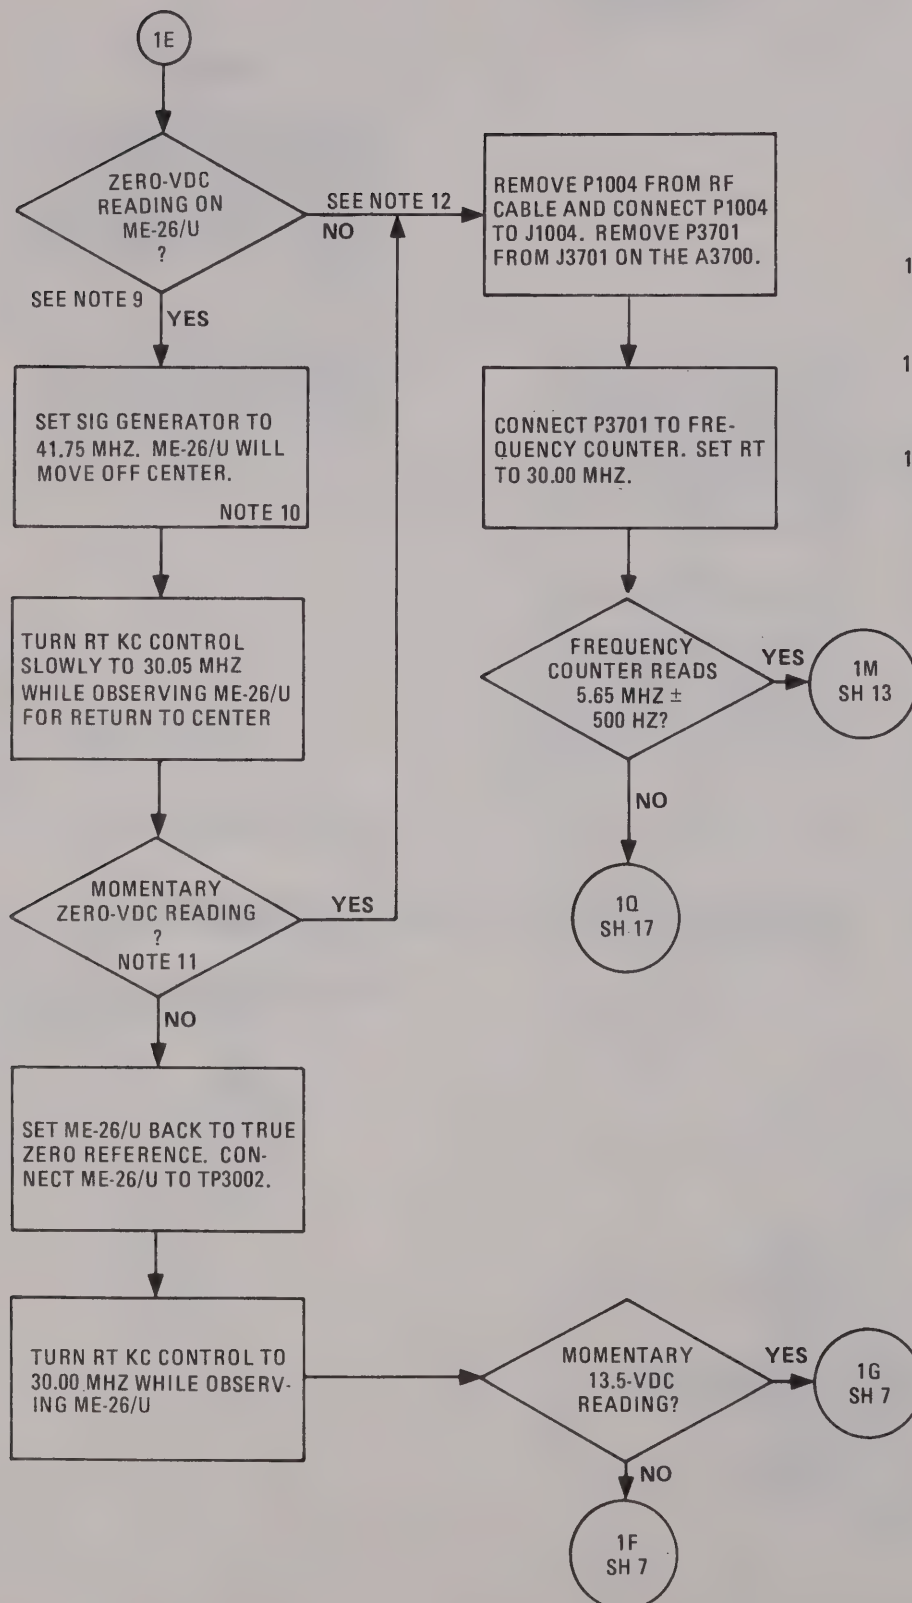 1E
ZERO-VDC
READING ON
ME-26/U
?
SEE NOTE 12
NO
SEE NOTE 9
YES
SET SIG GENERATOR TO
41.75 MHZ. ME-26/U WILL
MOVE OFF CENTER.
NOTE 10
TURN RT KC CONTROL
SLOWLY TO 30.05 MHZ
WHILE OBSERVING ME-26/U
FOR RETURN TO CENTER
MOMENTARY
ZERO-VDC READING
?
NOTE 11
YES
NO
SET ME-26/U BACK TO TRUE
ZERO REFERENCE. CON-
NECT ME-26/U TO TP3002.
TURN RT KC CONTROL TO
30.00 MHZ WHILE OBSERV-
ING ME-26/U
REMOVE P1004 FROM RF
CABLE AND CONNECT P1004
TO J1004. REMOVE P3701
FROM J3701 ON THE A3700.
CONNECT P3701 TO FRE-
QUENCY COUNTER. SET RT
TO 30.00 MHZ.
FREQUENCY
COUNTER READS
5.65 MHZ ±
500 HZ?
YES
1M
SH 13
NO
1Q
SH 17
MOMENTARY
13.5-VDC
READING?
YES
1G
SH 7
NO
1F
SH 7
1
1
1